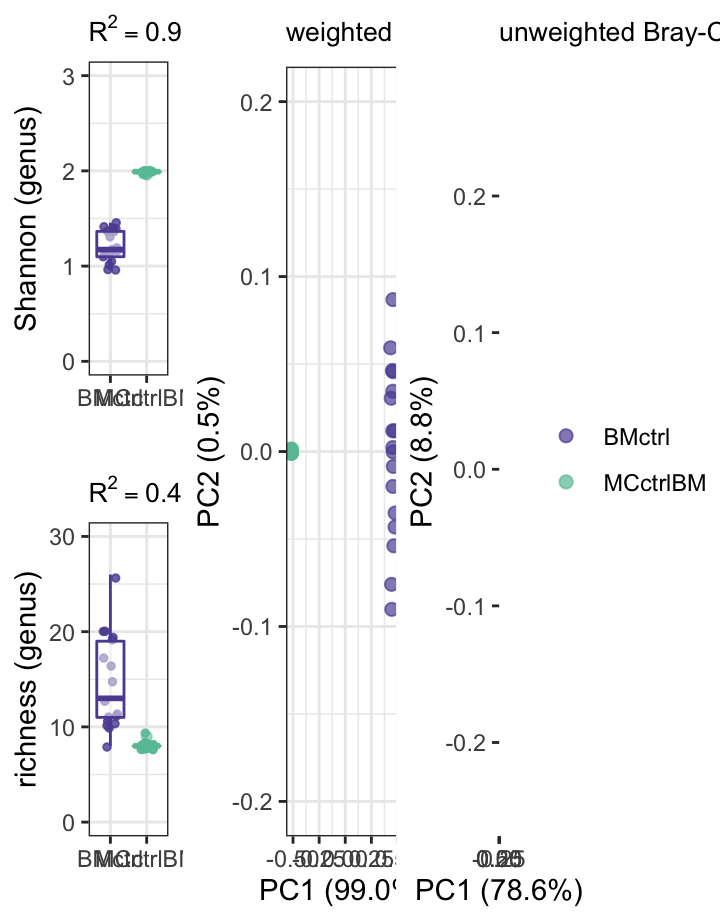 R² = 0.9
Shannon (genus)
3
2
1
0
R² = 0.4
richness (genus)
30
20
10
0
weighted
PC2 (0.5%)
0.2
0.1
0.0
-0.1
-0.2
PC1 (99.0
unweighted Bray-C
PC2 (8.8%)
0.2
0.1
0.0
-0.1
-0.2
PC1 (78.6%)
BMctrl
MCctrlBM